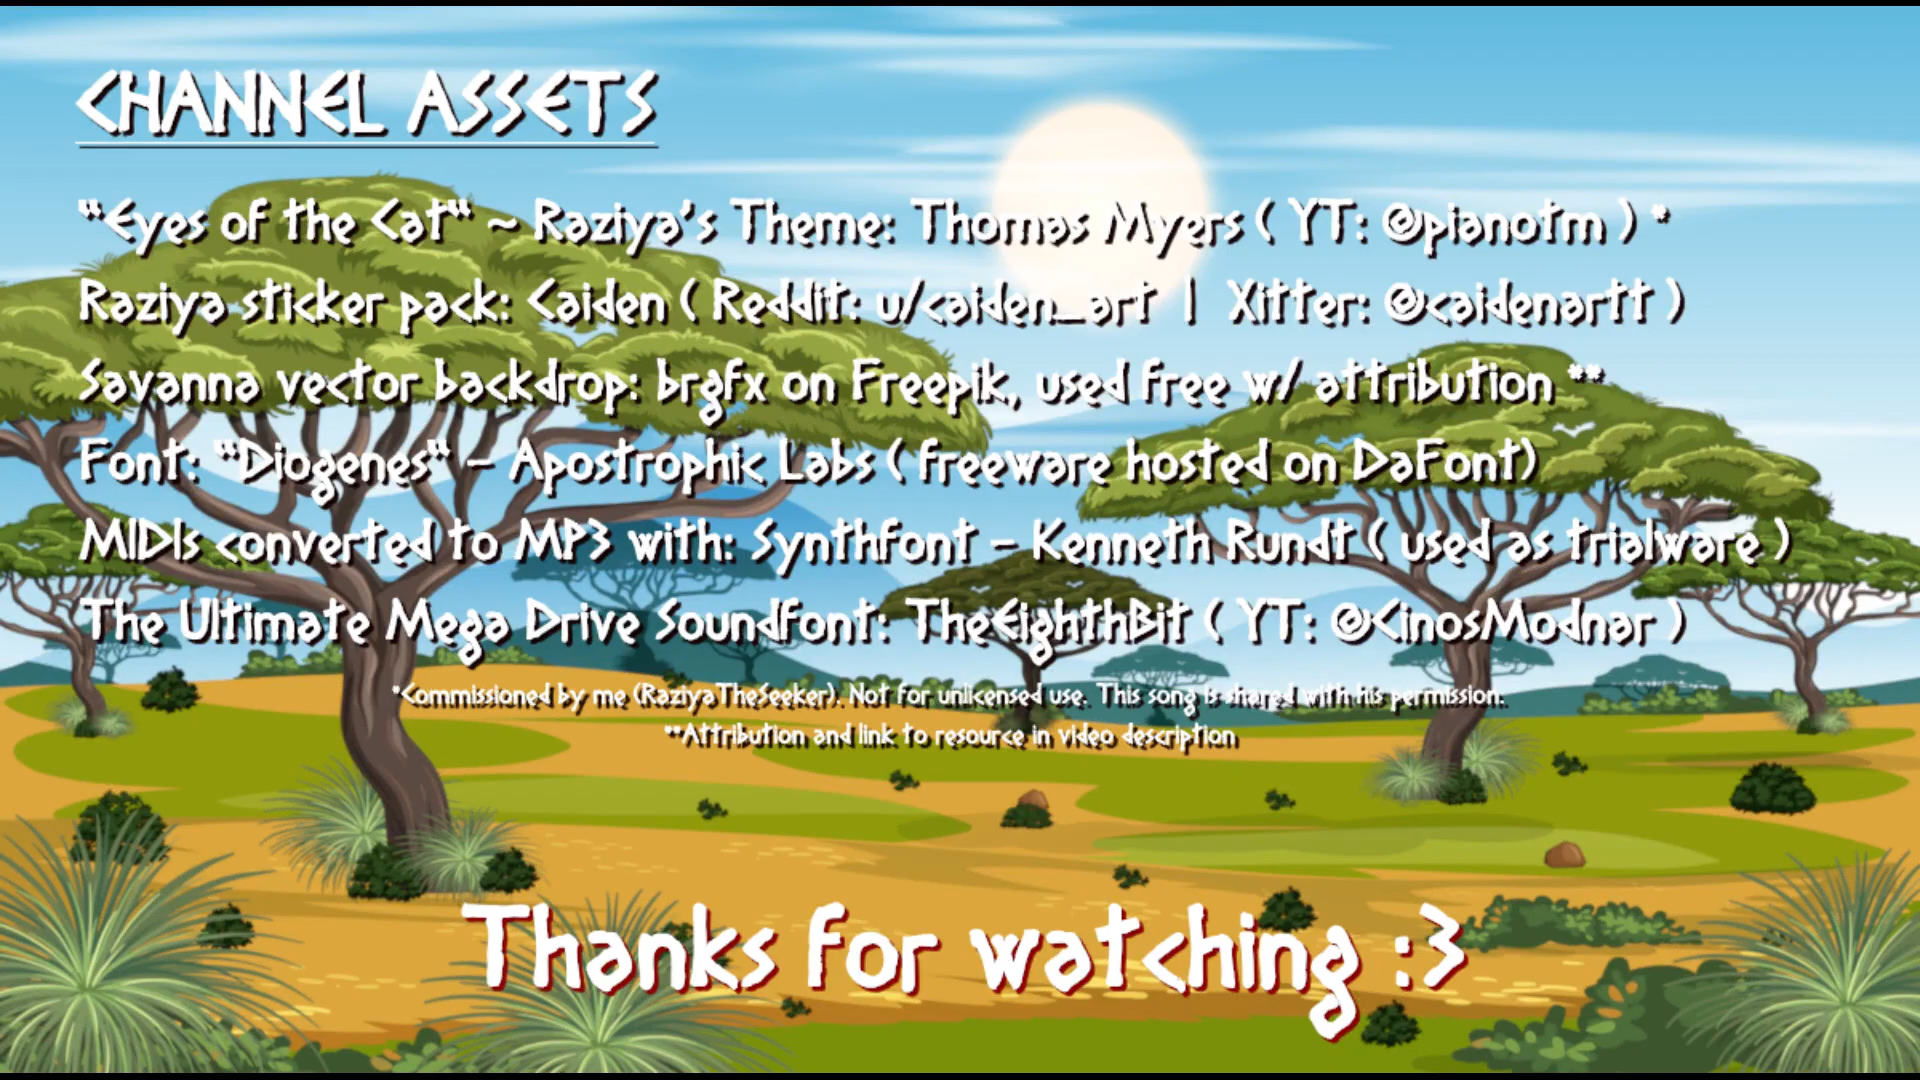 CHANNEL ASSETS
"Eyes of the Cat" ~ Raziya's Theme: Thomas Myers ( YT: @pianotm ) *
Raziya sticker pack: Caiden ( Reddit: u/caiden_art | Xitter: @caidenartt )
Savanna vector backdrop: brgfx on Freepik, used free w/ attribution **
Font: "Diogenes" - Apostrophic Labs ( freeware hosted on DaFont)
MIDIs converted to MP3 with: Synthfont - Kenneth Rundt ( used as trialware )
The Ultimate Mega Drive Soundfont: TheEighthBit ( YT: @CinosModnar )
*Commissioned by me (RaziyaTheSeeker). Not for unlicensed use. This song is shared with his permission.
**Attribution and link to resource in video description
Thanks for watching :3